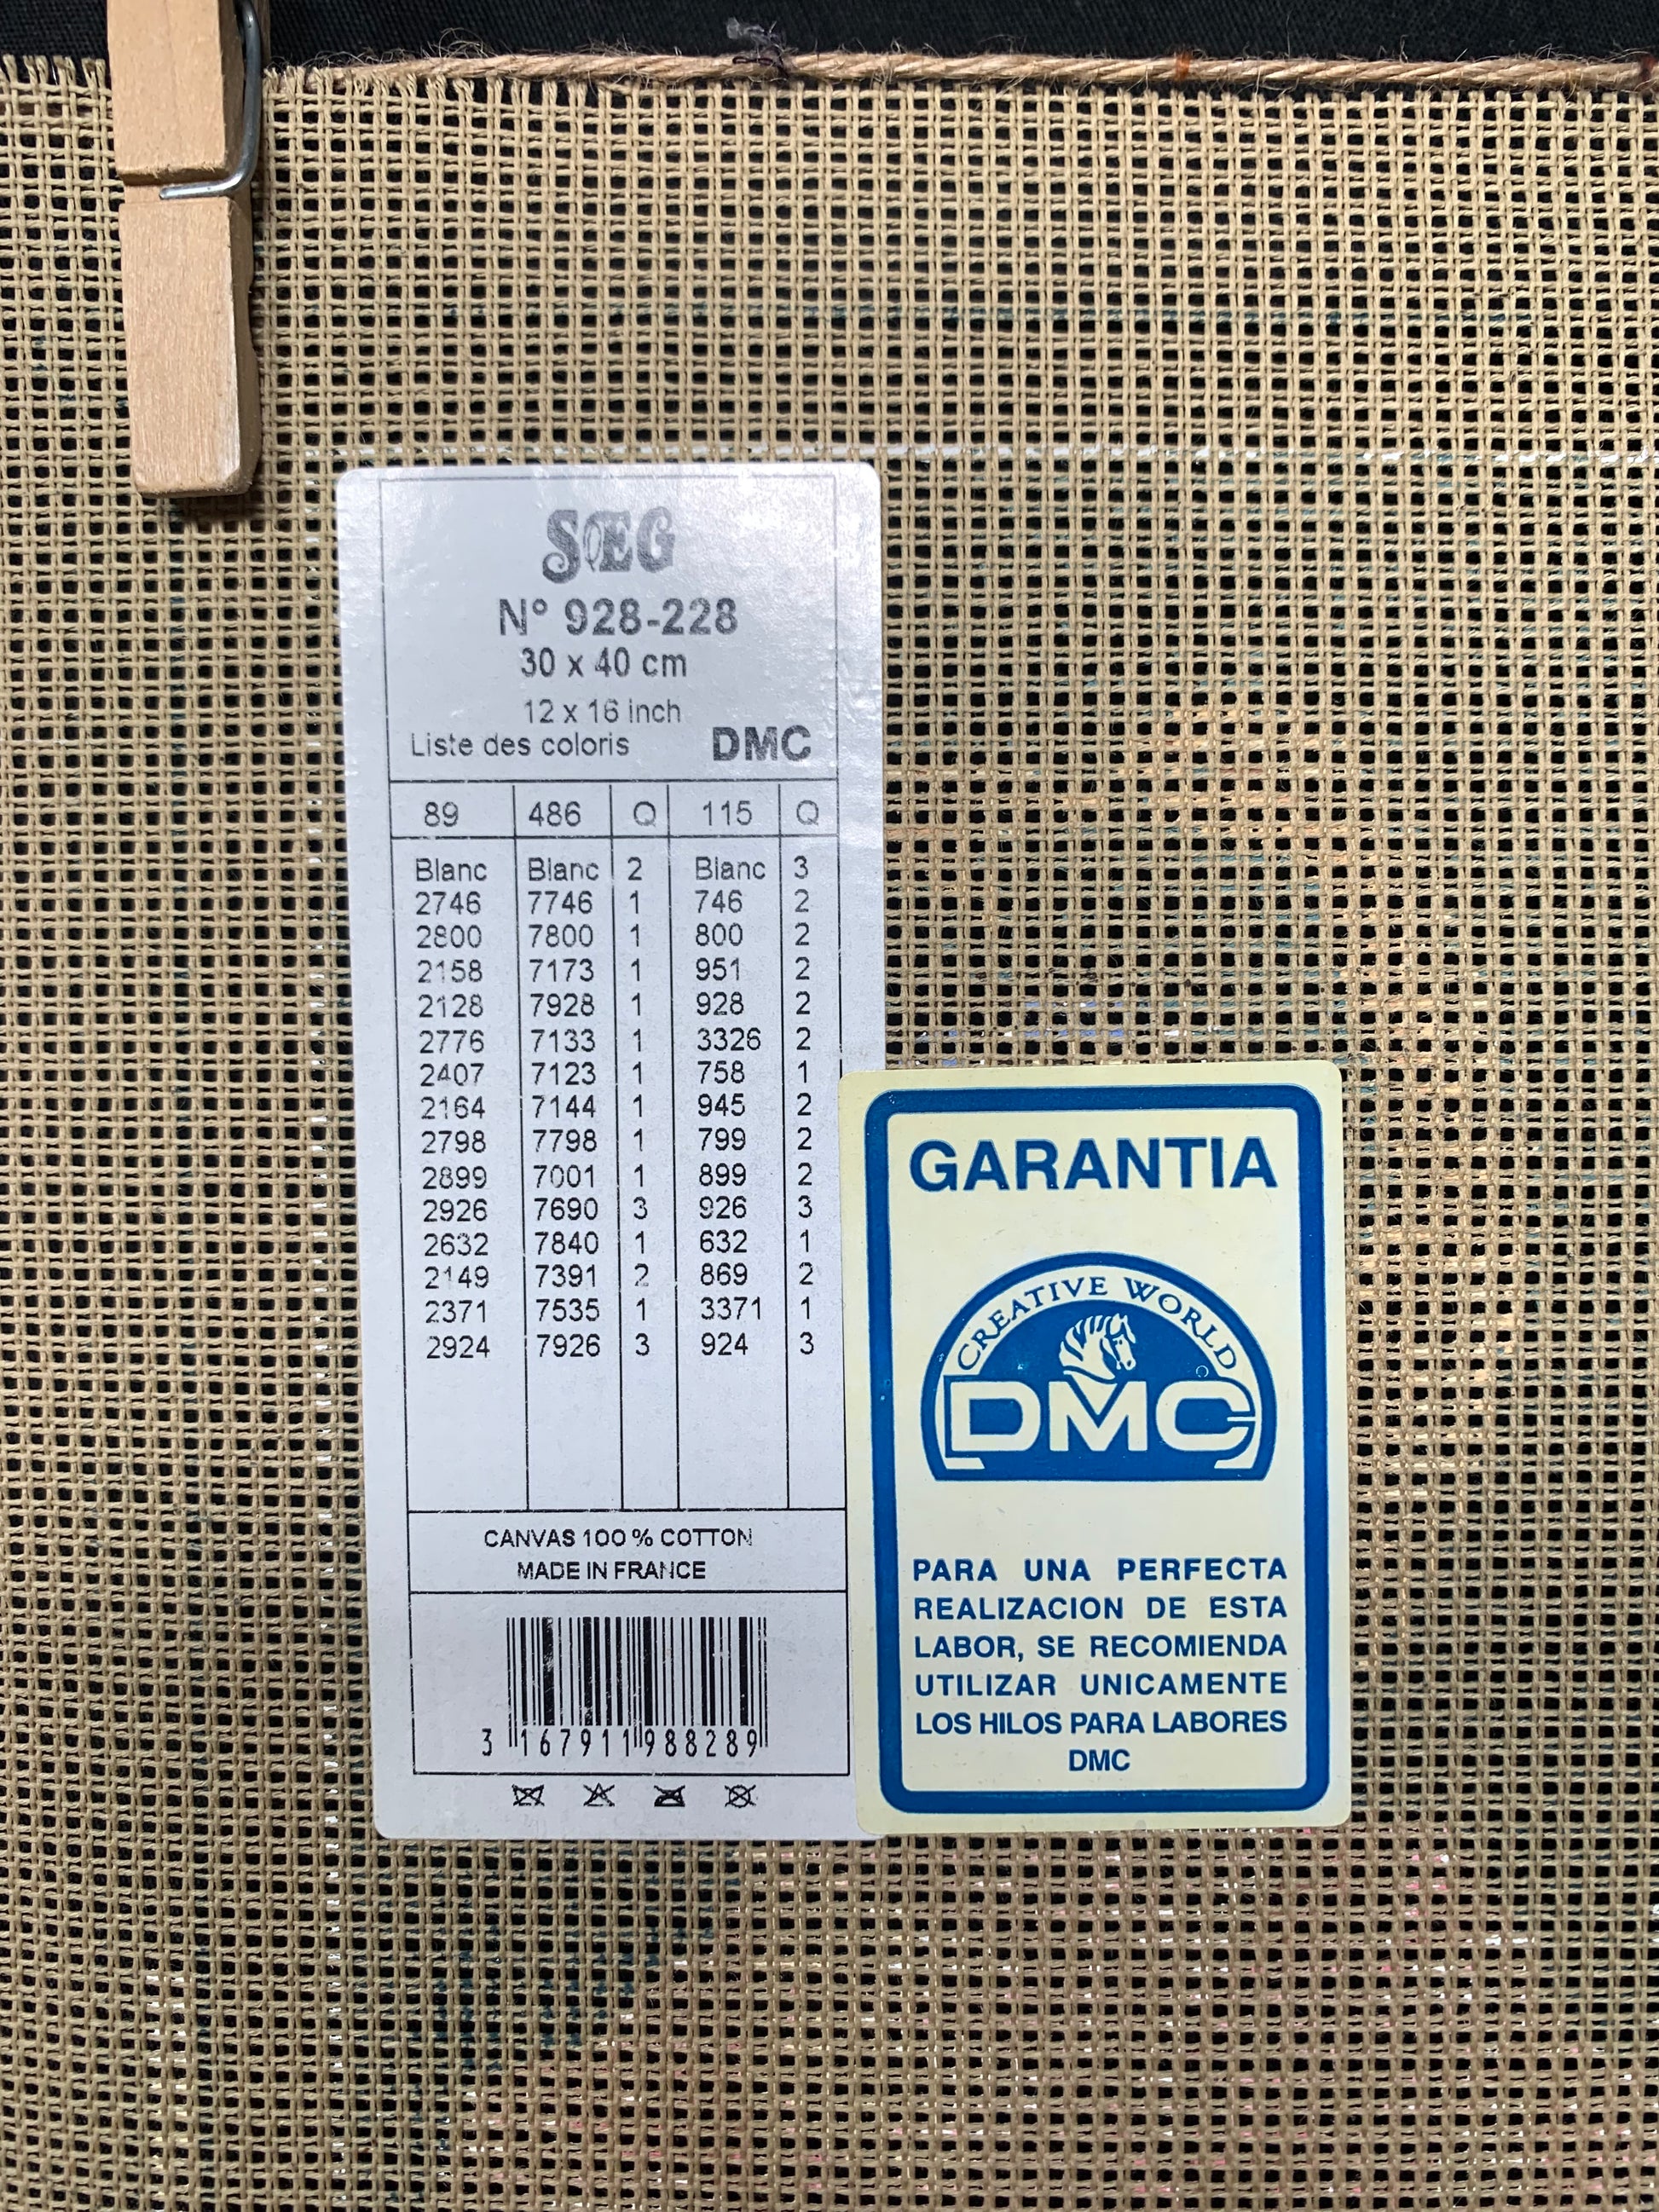 SEG
N° 928-228
30 x 40 cm
12 x 16 inch
Liste des coloris DMC
89 486 Q 115 Q
Blanc Blanc 2 Blanc 3
2746 7746 1 746 2
2800 7800 1 800 2
2158 7173 1 951 2
2128 7928 1 928 2
2776 7133 1 3326 2
2407 7123 1 758 1
2164 7144 1 945 2
2798 7798 1 799 2
2899 7001 1 899 2
2926 7690 3 926 3
2632 7840 1 632 1
2149 7391 2 869 2
2371 7535 1 3371 1
2924 7926 3 924 3
CANVAS 100 % COTTON
MADE IN FRANCE
3 167911 988289
GARANTIA
CREATIVE WORLD
DMC
PARA UNA PERFECTA
REALIZACION DE ESTA
LABOR, SE RECOMIENDA
UTILIZAR UNICAMENTE
LOS HILOS PARA LABORES
DMC